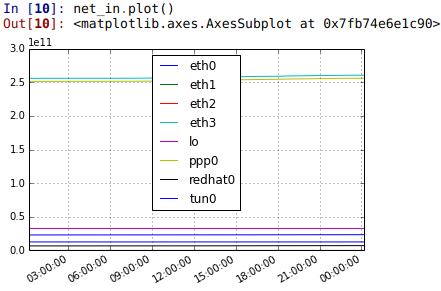 In [10]: net_in.plot()
Out[10]: <matplotlib.axes.AxesSubplot at 0x7fb74e6e1c90>
1e11
3.0
2.5
2.0
1.5
1.0
0.5
0.0
eth0
eth1
eth2
eth3
lo
ppp0
redhat0
tun0
03:00:00
06:00:00
09:00:00
12:00:00
15:00:00
18:00:00
21:00:00
00:00:00